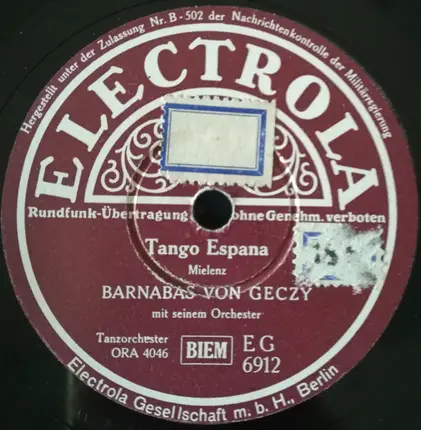 Hergestellt unter der Zulassung Nr. B-502 der Nachrichtenkontrolle der Militärregierung
ELECTROLA
Rundfunk-Übertragung ohne Genehm. verboten
Tango Espana
Mielenz
BARNABAS VON GECZY
mit seinem Orchester
Tanzorchester
ORA 4046
BIEM
EG
6912
Electrola Gesellschaft m. b. H., Berlin